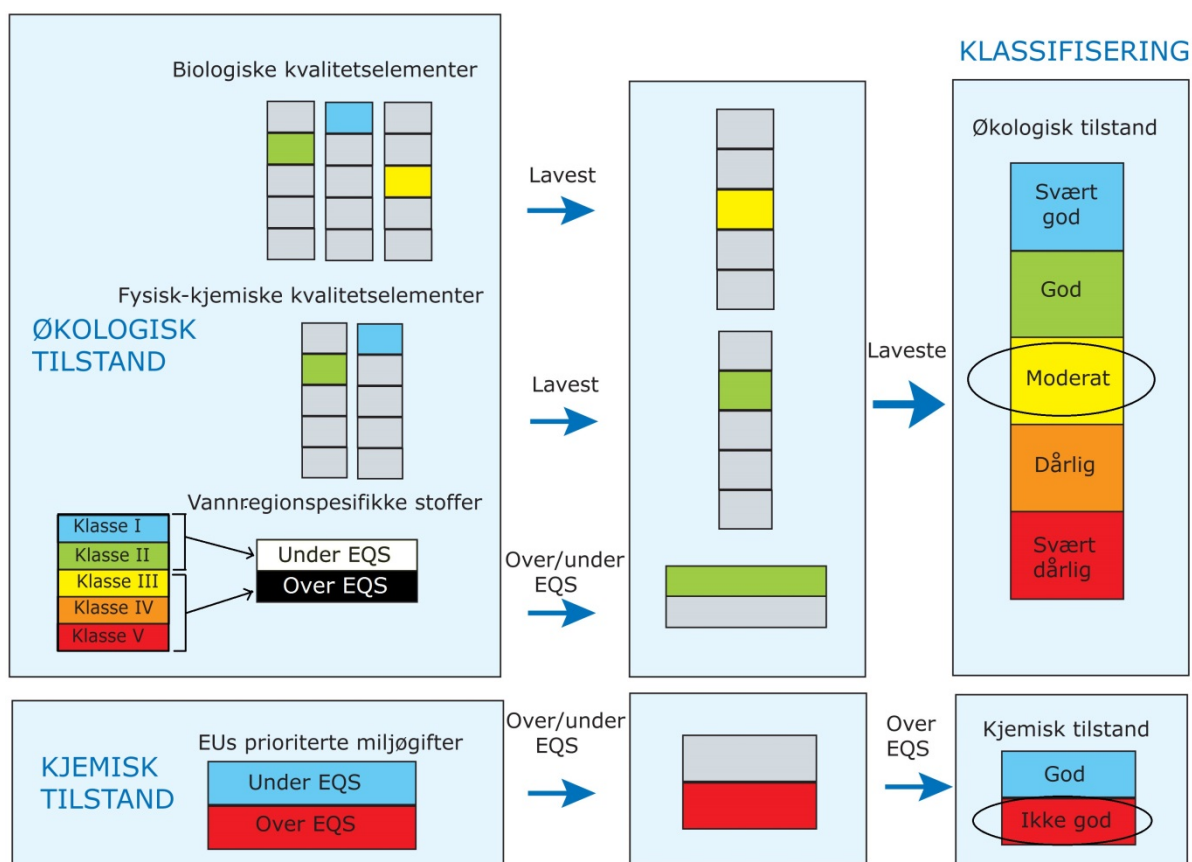 KLASSIFISERING
Biologiske kvalitetselementer
Lavest
Fysisk-kjemiske kvalitetselementer
ØKOLOGISK
TILSTAND
Lavest
Vannregionspesifikke stoffer
Klasse I
Klasse II
Klasse III
Klasse IV
Klasse V
Under EQS
Over EQS
Over/under
EQS
Laveste
Økologisk tilstand
Svært
god
God
Moderat
Dårlig
Svært
dårlig
KJEMISK
TILSTAND
EUs prioriterte miljøgifter
Under EQS
Over EQS
Over/under
EQS
Over
EQS
Kjemisk tilstand
God
Ikke god